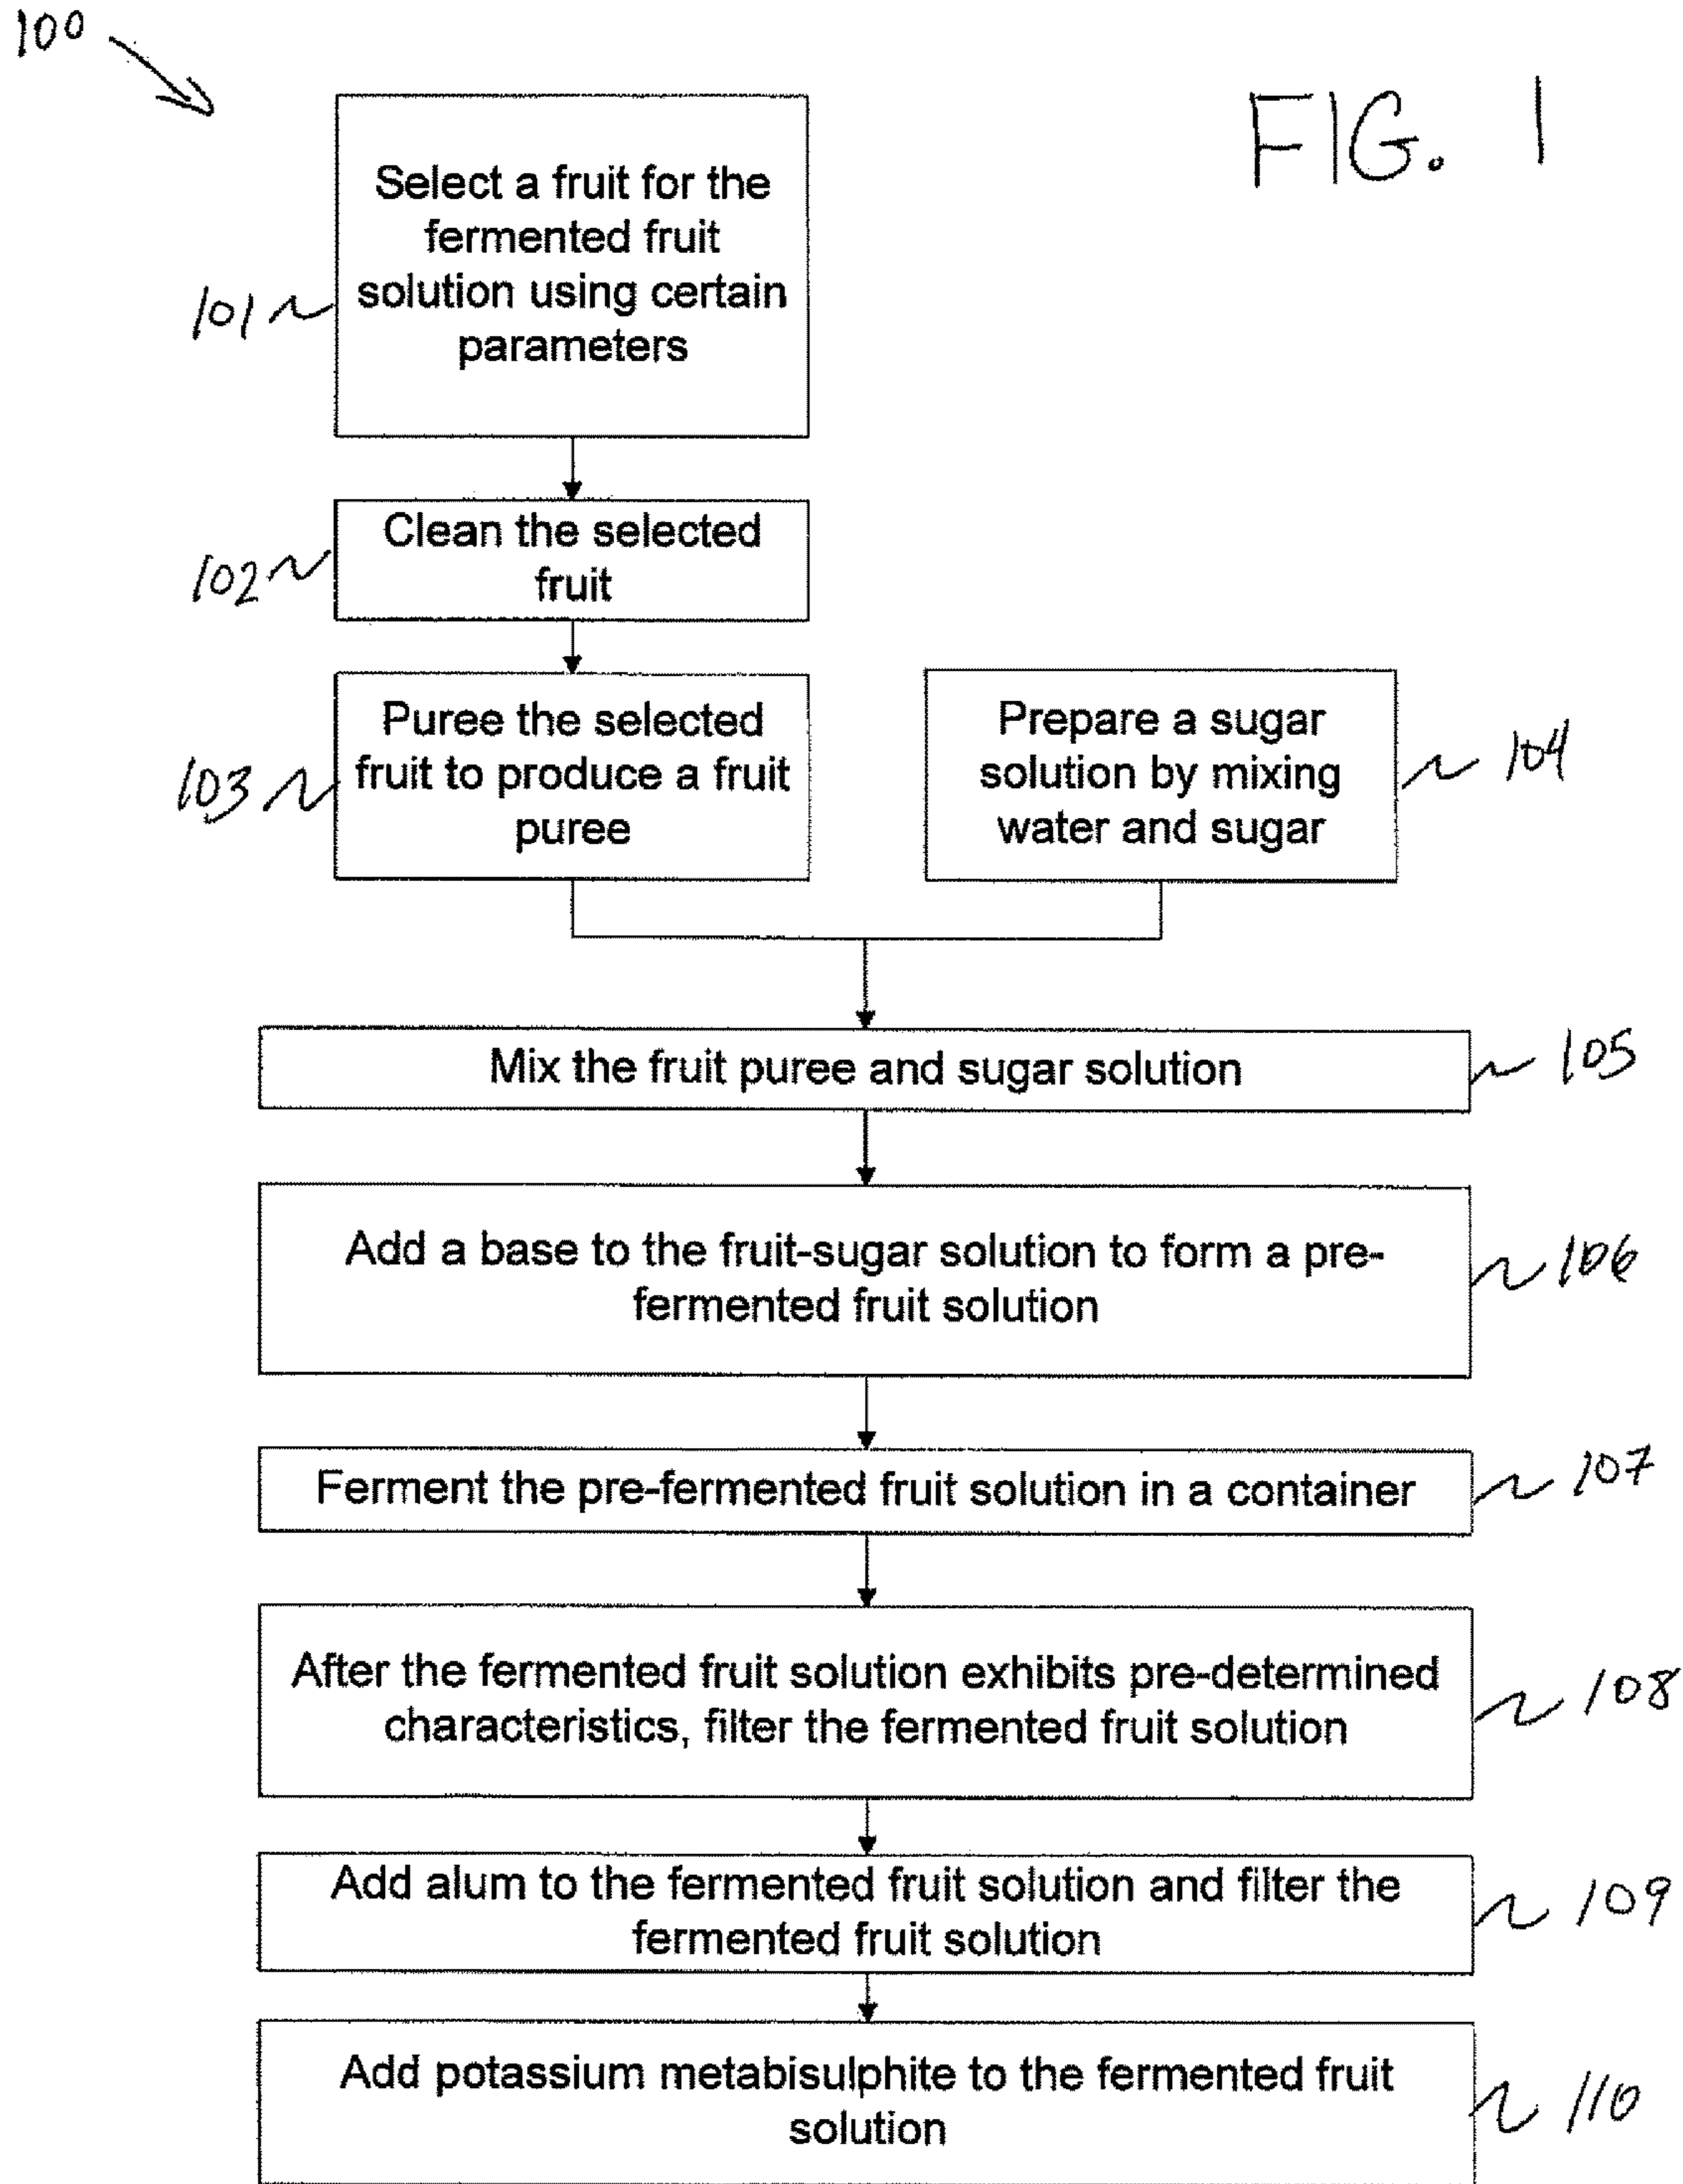 100
FIG. 1
Select a fruit for the
fermented fruit
solution using certain
parameters
101
Clean the selected
fruit
102
Puree the selected
fruit to produce a fruit
puree
103
Prepare a sugar
solution by mixing
water and sugar
104
Mix the fruit puree and sugar solution
105
Add a base to the fruit-sugar solution to form a pre-
fermented fruit solution
106
Ferment the pre-fermented fruit solution in a container
107
After the fermented fruit solution exhibits pre-determined
characteristics, filter the fermented fruit solution
108
Add alum to the fermented fruit solution and filter the
fermented fruit solution
109
Add potassium metabisulphite to the fermented fruit
solution
110